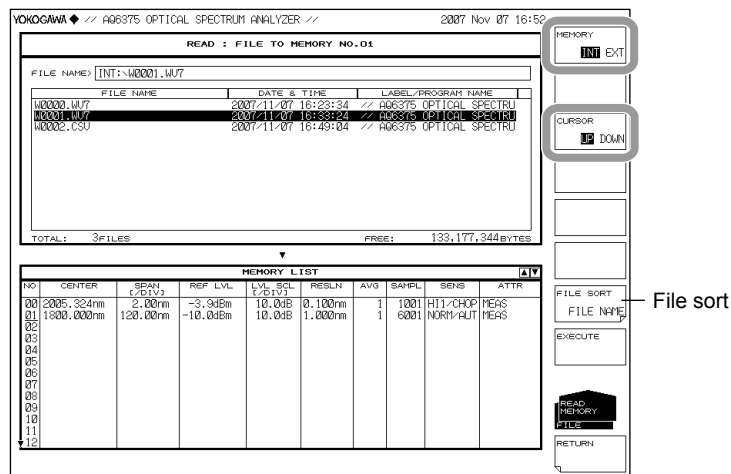 YOKOGAWA ◆ // AQ6375 OPTICAL SPECTRUM ANALYZER // 2007 Nov 07 16:52
READ : FILE TO MEMORY NO.01
FILE NAME> INT:\W0001.WV7
FILE NAME DATE & TIME LABEL/PROGRAM NAME
W0000.WV7 2007/11/07 16:23:34 // AQ6375 OPTICAL SPECTRU
W0001.WV7 2007/11/07 16:33:24 // AQ6375 OPTICAL SPECTRU
W0002.CSV 2007/11/07 16:49:04 // AQ6375 OPTICAL SPECTRU
TOTAL: 3FILES FREE: 133,177,344BYTES
▼
MEMORY LIST ▲▼
NO CENTER SPAN [/DIV] REF LVL LVL SCL [/DIV] RESLN AVG SAMPL SENS ATTR
00 2005.324nm 2.00nm -3.9dBm 10.0dB 0.100nm 1 1001 HI1/CHOP MEAS
01 1800.000nm 120.00nm -10.0dBm 10.0dB 1.000nm 1 6001 NORM/AUT MEAS
02
03
04
05
06
07
08
09
10
11
▼12
MEMORY
INT EXT
CURSOR
UP DOWN
FILE SORT
FILE NAME
File sort
EXECUTE
READ
MEMORY
FILE
RETURN